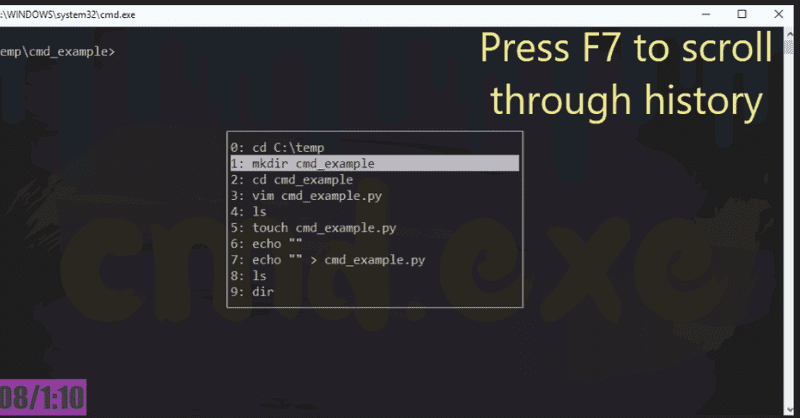 :\WINDOWS\system32\cmd.exe
emp\cmd_example>
Press F7 to scroll
through history
0: cd C:\temp
1: mkdir cmd_example
2: cd cmd_example
3: vim cmd_example.py
4: ls
5: touch cmd_example.py
6: echo ""
7: echo "" > cmd_example.py
8: ls
9: dir
cmd.exe
08/1:10